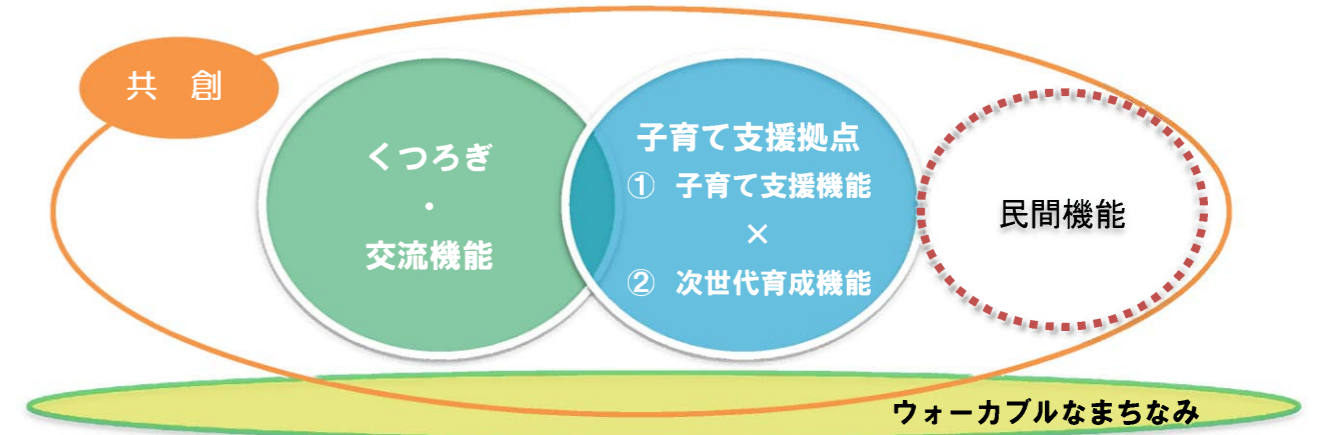 共 創
くつろぎ
・
交流機能
子育て支援拠点
① 子育て支援機能
×
② 次世代育成機能
民間機能
ウォーカブルなまちなみ